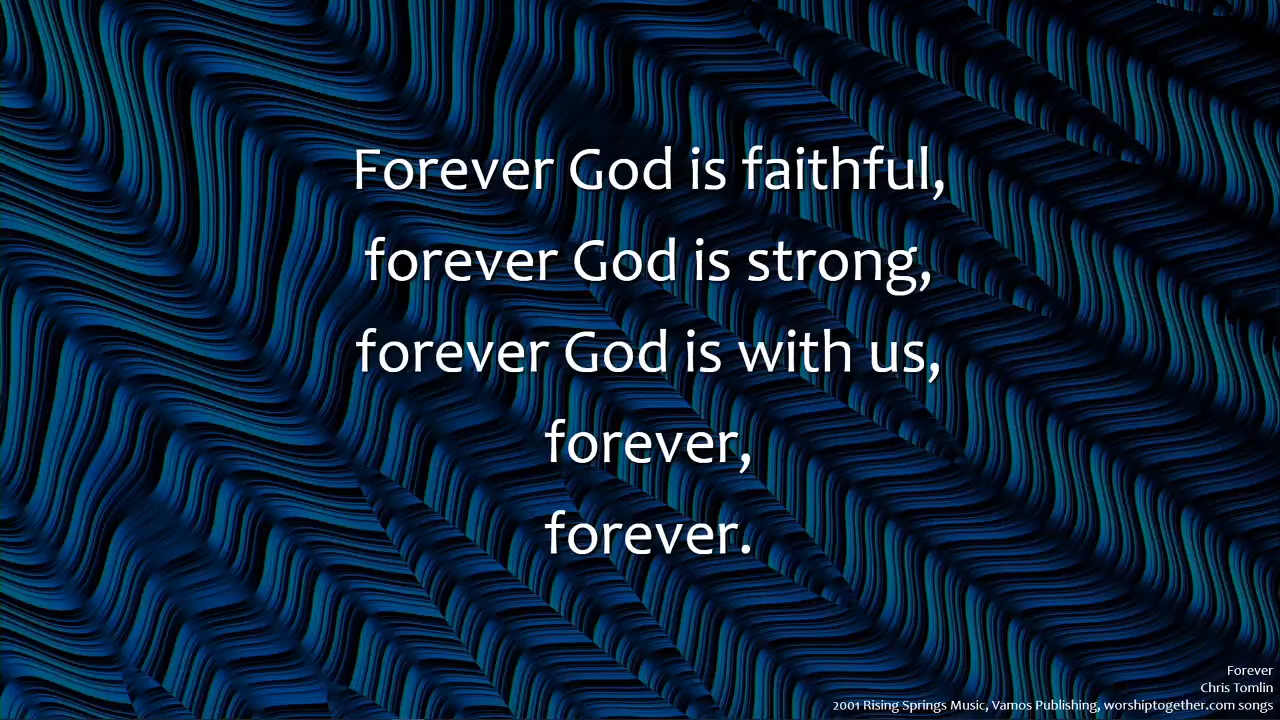 Forever God is faithful,
forever God is strong,
forever God is with us,
forever,
forever.
Forever
Chris Tomlin
2001 Rising Springs Music, Vamos Publishing, worshiptogether.com songs